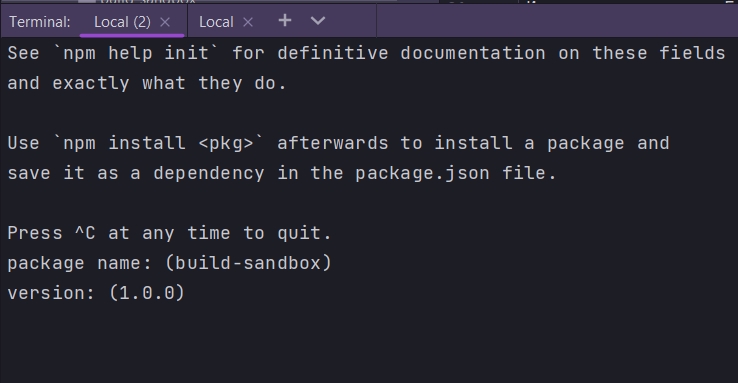 Terminal: Local (2) × Local × +
See `npm help init` for definitive documentation on these fields
and exactly what they do.
Use `npm install <pkg>` afterwards to install a package and
save it as a dependency in the package.json file.
Press ^C at any time to quit.
package name: (build-sandbox)
version: (1.0.0)